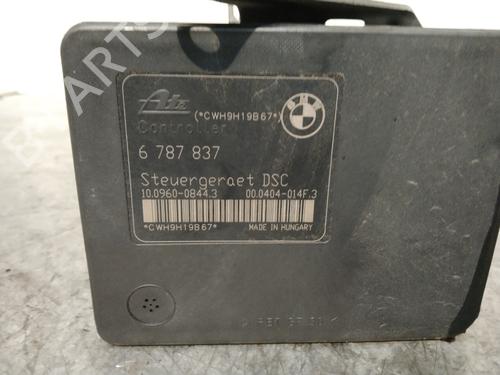 Ate (*CWH9H19B67*)
BMW
Controller
6 787 837
Steuergeraet DSC
10.0960-0844.3 00.0404-014F.3
*CWH9H19B67* MADE IN HUNGARY